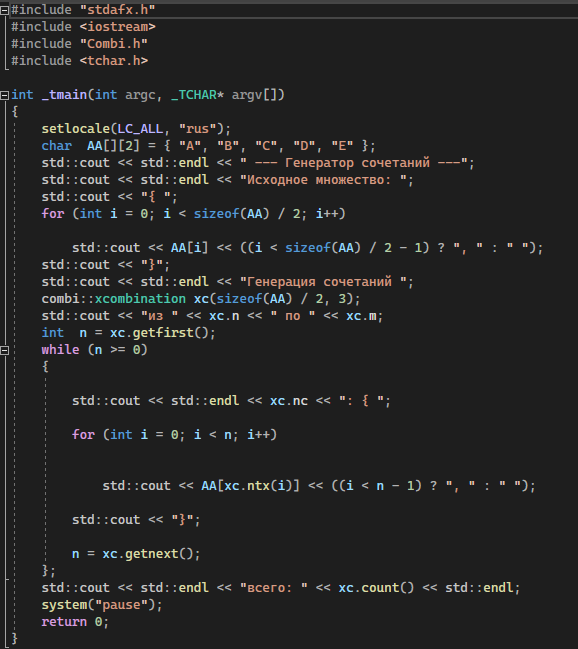 #include "stdafx.h"
#include <iostream>
#include "Combi.h"
#include <tchar.h>
int _tmain(int argc, _TCHAR* argv[])
{
setlocale(LC_ALL, "rus");
char  AA[][2] = { "A", "B", "C", "D", "E" };
std::cout << std::endl << " --- Генератор сочетаний ---";
std::cout << std::endl << "Исходное множество: ";
std::cout << "{ ";
for (int i = 0; i < sizeof(AA) / 2; i++)
std::cout << AA[i] << ((i < sizeof(AA) / 2 - 1) ? ", " : " ");
std::cout << "}";
std::cout << std::endl << "Генерация сочетаний ";
combi::xcombination xc(sizeof(AA) / 2, 3);
std::cout << "из " << xc.n << " по " << xc.m;
int  n = xc.getfirst();
while (n >= 0)
{
std::cout << std::endl << xc.nc << ": { ";
for (int i = 0; i < n; i++)
std::cout << AA[xc.ntx(i)] << ((i < n - 1) ? ", " : " ");
std::cout << "}";
n = xc.getnext();
};
std::cout << std::endl << "всего: " << xc.count() << std::endl;
system("pause");
return 0;
}